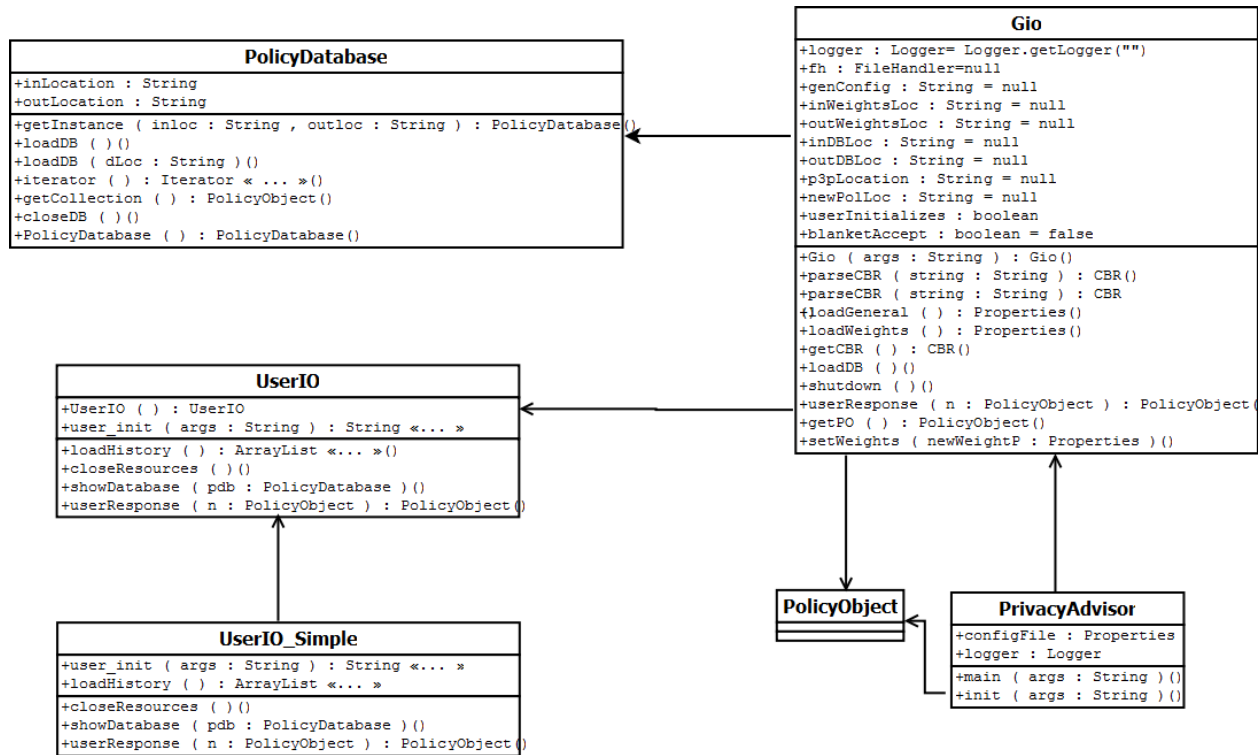 PolicyDatabase
+inLocation : String
+outLocation : String
+getInstance ( inloc : String , outloc : String ) : PolicyDatabase()
+loadDB ( )()
+loadDB ( dLoc : String )()
+iterator ( ) : Iterator « ... »()
+getCollection ( ) : PolicyObject()
+closeDB ( )()
+PolicyDatabase ( ) : PolicyDatabase()
Gio
+logger : Logger= Logger.getLogger("")
+fh : FileHandler=null
+genConfig : String = null
+inWeightsLoc : String = null
+outWeightsLoc : String = null
+inDBLoc : String = null
+outDBLoc : String = null
+p3pLocation : String = null
+newPolLoc : String = null
+userInitializes : boolean
+blanketAccept : boolean = false
+Gio ( args : String ) : Gio()
+parseCBR ( string : String ) : CBR()
+parseCBR ( string : String ) : CBR
+loadGeneral ( ) : Properties()
+loadWeights ( ) : Properties()
+getCBR ( ) : CBR()
+loadDB ( )()
+shutdown ( )()
+userResponse ( n : PolicyObject ) : PolicyObject(
+getPO ( ) : PolicyObject()
+setWeights ( newWeightP : Properties )()
UserIO
+UserIO ( ) : UserIO
+user_init ( args : String ) : String «... »
+loadHistory ( ) : ArrayList «... »()
+closeResources ( )()
+showDatabase ( pdb : PolicyDatabase )()
+userResponse ( n : PolicyObject ) : PolicyObject()
UserIO_Simple
+user_init ( args : String ) : String «... »
+loadHistory ( ) : ArrayList «... »
+closeResources ( )()
+showDatabase ( pdb : PolicyDatabase )()
+userResponse ( n : PolicyObject ) : PolicyObject()
PolicyObject
PrivacyAdvisor
+configFile : Properties
+logger : Logger
+main ( args : String )()
+init ( args : String )()